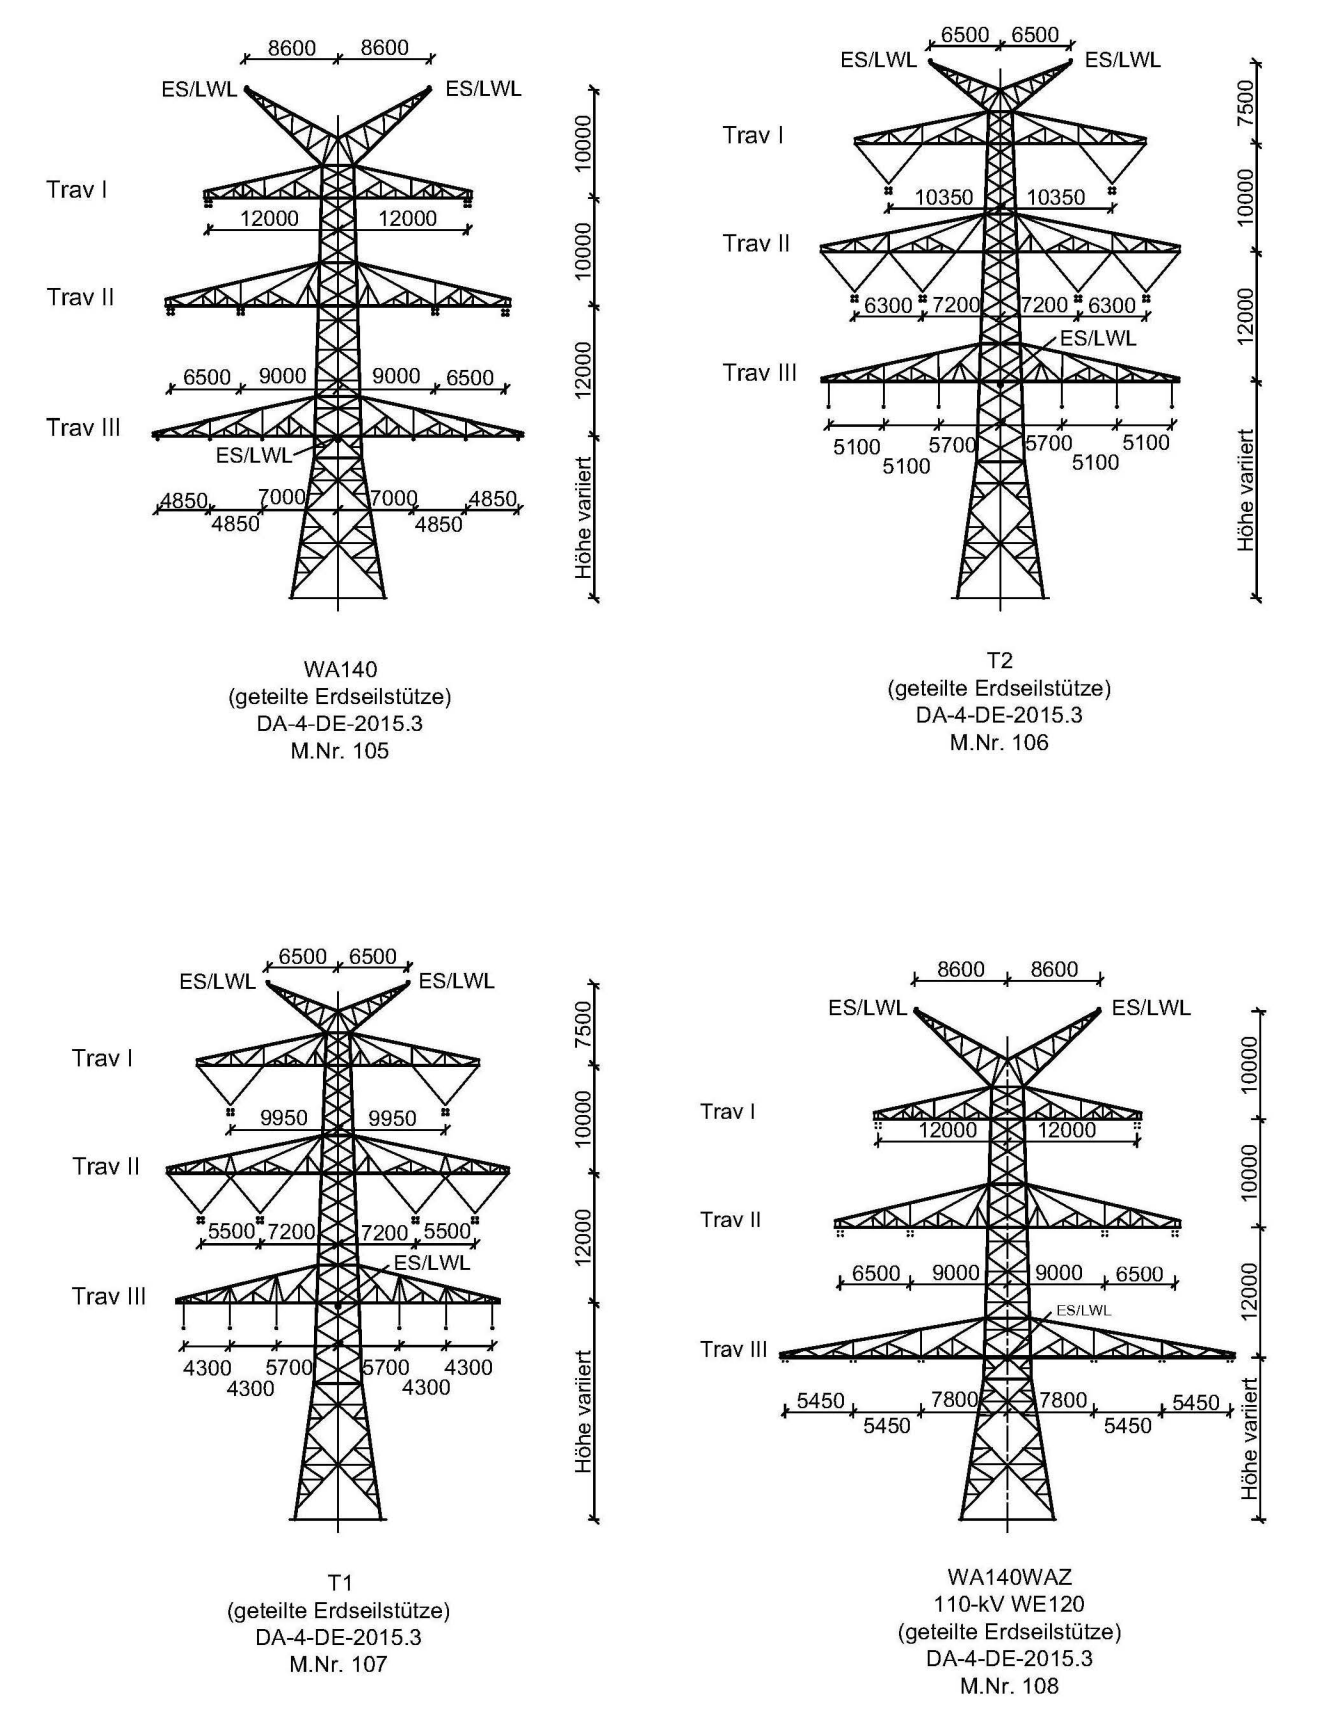 8600 8600
ES/LWL ES/LWL
10000
Trav I
12000 12000
10000
Trav II
12000
6500 9000 9000 6500
Trav III
ES/LWL
4850 7000 7000 4850
4850 4850
Höhe variiert
WA140
(geteilte Erdseilstütze)
DA-4-DE-2015.3
M.Nr. 105
6500 6500
ES/LWL ES/LWL
7500
Trav I
10350 10350
10000
Trav II
6300 7200 7200 6300
12000
ES/LWL
Trav III
5100 5700 5700 5100
5100 5100
Höhe variiert
T2
(geteilte Erdseilstütze)
DA-4-DE-2015.3
M.Nr. 106
6500 6500
ES/LWL ES/LWL
7500
Trav I
9950 9950
10000
Trav II
5500 7200 7200 5500
12000
ES/LWL
Trav III
4300 5700 5700 4300
4300 4300
Höhe variiert
T1
(geteilte Erdseilstütze)
DA-4-DE-2015.3
M.Nr. 107
8600 8600
ES/LWL ES/LWL
10000
Trav I
12000 12000
10000
Trav II
6500 9000 9000 6500
12000
ES/LWL
Trav III
5450 7800 7800 5450
5450 5450
Höhe variiert
WA140WAZ
110-kV WE120
(geteilte Erdseilstütze)
DA-4-DE-2015.3
M.Nr. 108